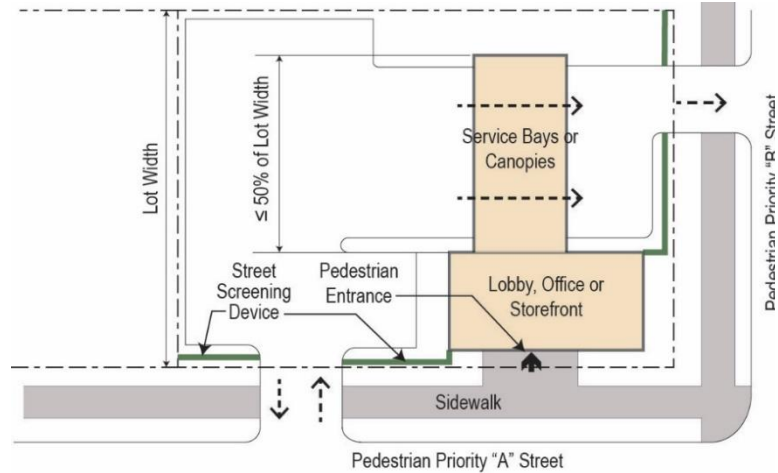 Lot Width
≤ 50% of Lot Width
Service Bays or
Canopies
Street
Screening
Device
Pedestrian
Entrance
Lobby, Office or
Storefront
Sidewalk
Pedestrian Priority "A" Street
Pedestrian Priority "B" Street